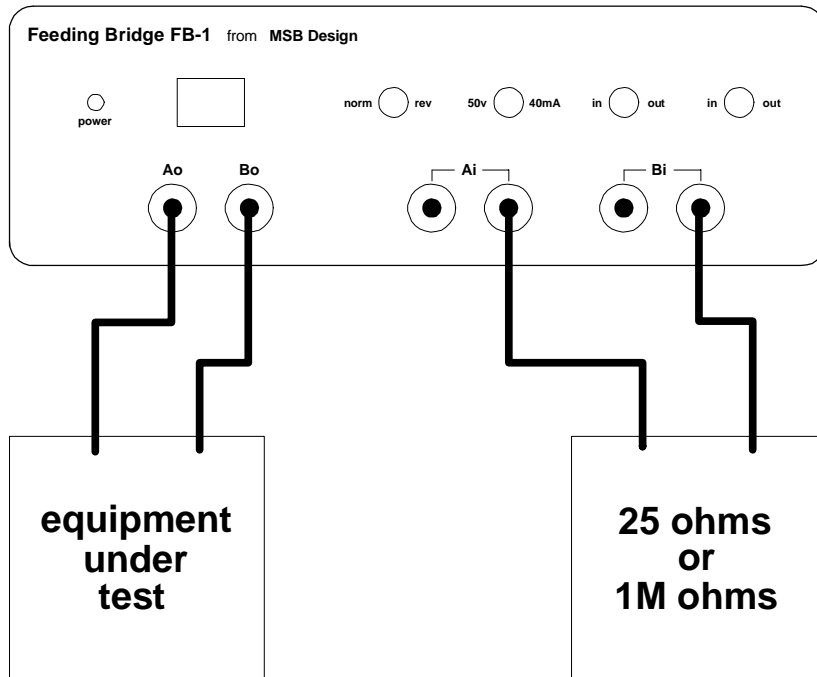 Feeding Bridge FB-1 from MSB Design
power
norm rev 50v 40mA in out in out
Ao Bo Ai Bi
equipment
under
test
25 ohms
or
1M ohms